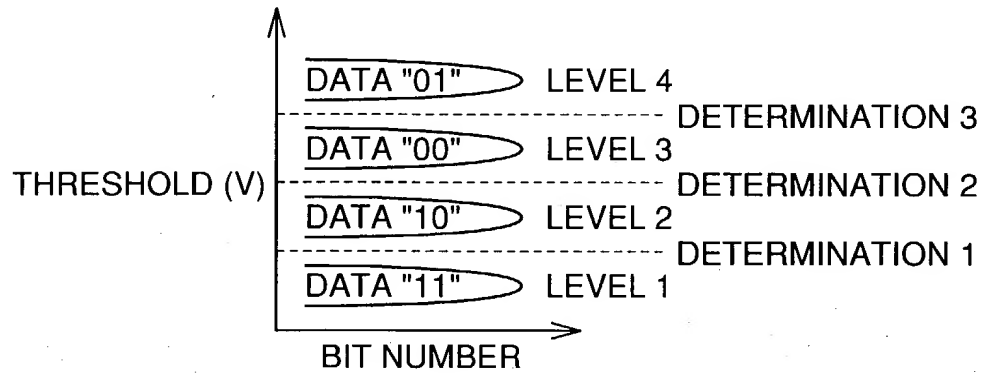 DATA "01" LEVEL 4
DETERMINATION 3
DATA "00" LEVEL 3
THRESHOLD (V)
DETERMINATION 2
DATA "10" LEVEL 2
DETERMINATION 1
DATA "11" LEVEL 1
BIT NUMBER